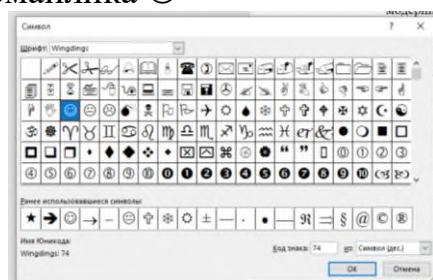 Символ ? X
Шрифт: Wingdings
Ранее использовавшиеся символы:
Имя Юникода:
Wingdings: 74
Код знака: 74 из: Символ (дес.)
ОК Отмена